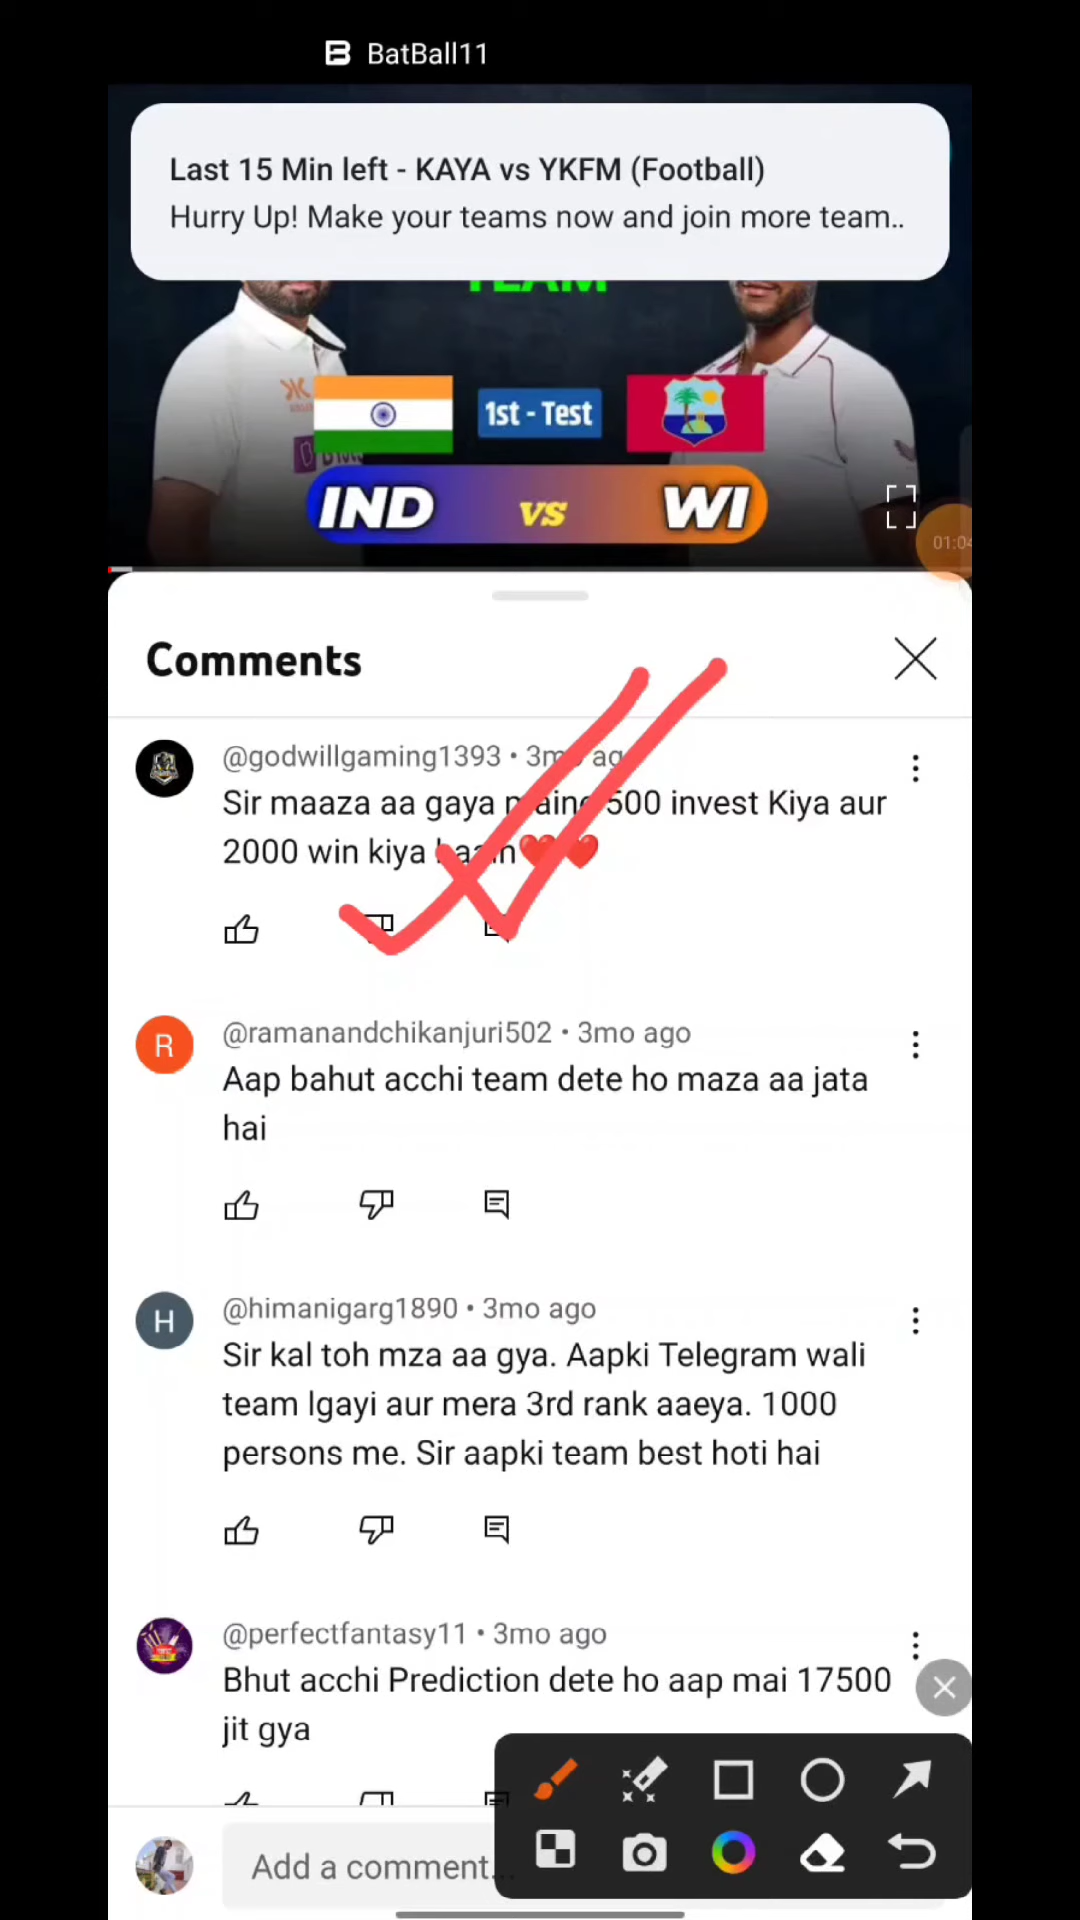 BatBall11
Last 15 Min left - KAYA vs YKFM (Football)
Hurry Up! Make your teams now and join more team..
TEAM
1st - Test
IND vs WI
01:04
Comments
@godwillgaming1393 • 3mo ago
Sir maaza aa gaya maine 500 invest Kiya aur
2000 win kiya haain❤️❤️
@ramanandchikanjuri502 • 3mo ago
Aap bahut acchi team dete ho maza aa jata
hai
@himanigarg1890 • 3mo ago
Sir kal toh mza aa gya. Aapki Telegram wali
team lgayi aur mera 3rd rank aaeya. 1000
persons me. Sir aapki team best hoti hai
@perfectfantasy11 • 3mo ago
Bhut acchi Prediction dete ho aap mai 17500
jit gya
Add a comment...